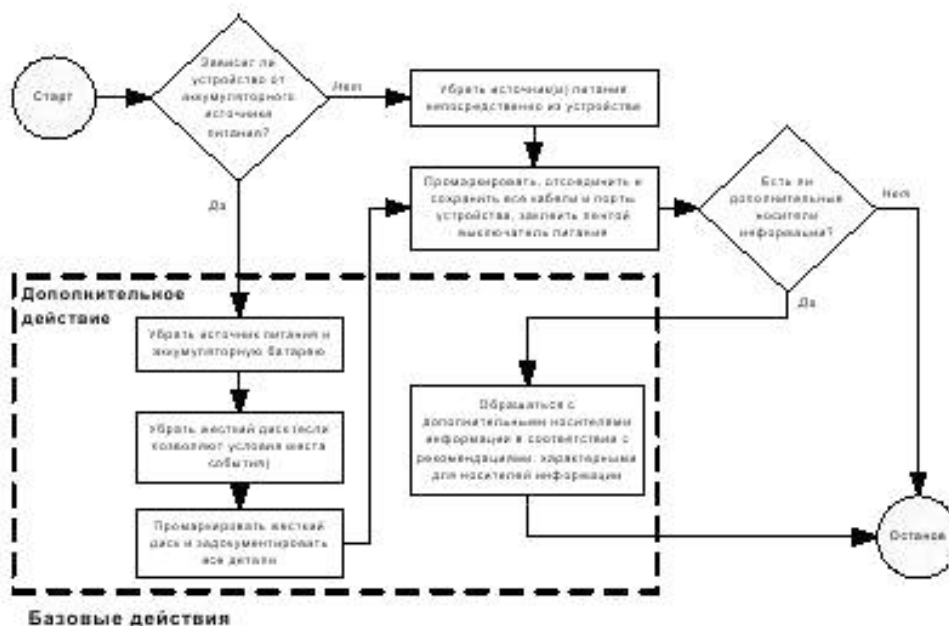 Старт
Зависит ли
устройство от
аккумуляторного
источника
питания?
Нет
Убрать источник(и) питания
непосредственно из устройства
Да
Промаркировать, отсоединить и
сохранить все кабели и порты
устройства, заклеить лентой
выключатель питания
Есть ли
дополнительные
носители
информации?
Нет
Да
Дополнительное
действие
Убрать источник питания и
аккумуляторную батарею
Убрать жесткий диск (если
позволяют условия места
события)
Промаркировать жесткий
диск и задокументировать
все детали
Обращаться с
дополнительными носителями
информации в соответствии с
рекомендациями, характерными
для носителей информации
Останов
Базовые действия